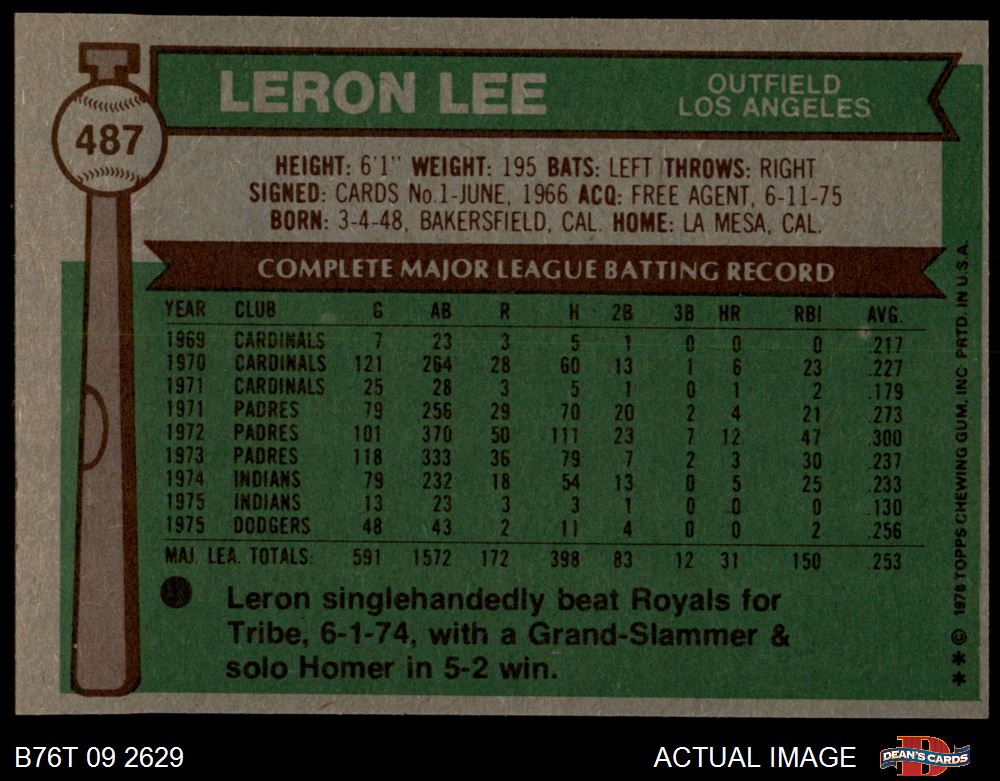 LERON LEE
OUTFIELD
LOS ANGELES
487
HEIGHT: 6'1" WEIGHT: 195 BATS: LEFT THROWS: RIGHT
SIGNED: CARDS No.1-JUNE, 1966 ACQ: FREE AGENT, 6-11-75
BORN: 3-4-48, BAKERSFIELD, CAL. HOME: LA MESA, CAL.
COMPLETE MAJOR LEAGUE BATTING RECORD
YEAR CLUB G AB R H 2B 3B HR RBI AVG.
1969 CARDINALS 7 23 3 5 1 0 0 0 .217
1970 CARDINALS 121 264 28 60 13 1 6 23 .227
1971 CARDINALS 25 28 3 5 1 0 1 2 .179
1971 PADRES 79 256 29 70 20 2 4 21 .273
1972 PADRES 101 370 50 111 23 7 12 47 .300
1973 PADRES 118 333 36 79 7 2 3 30 .237
1974 INDIANS 79 232 18 54 13 0 5 25 .233
1975 INDIANS 13 23 3 3 1 0 0 0 .130
1975 DODGERS 48 43 2 11 4 0 0 2 .256
MAJ. LEA. TOTALS: 591 1572 172 398 83 12 31 150 .253
Leron singlehandedly beat Royals for
Tribe, 6-1-74, with a Grand-Slammer &
solo Homer in 5-2 win.
** © 1976 TOPPS CHEWING GUM, INC. PRTD. IN U.S.A.
B76T 09 2629
ACTUAL IMAGE
DEAN'S CARDS